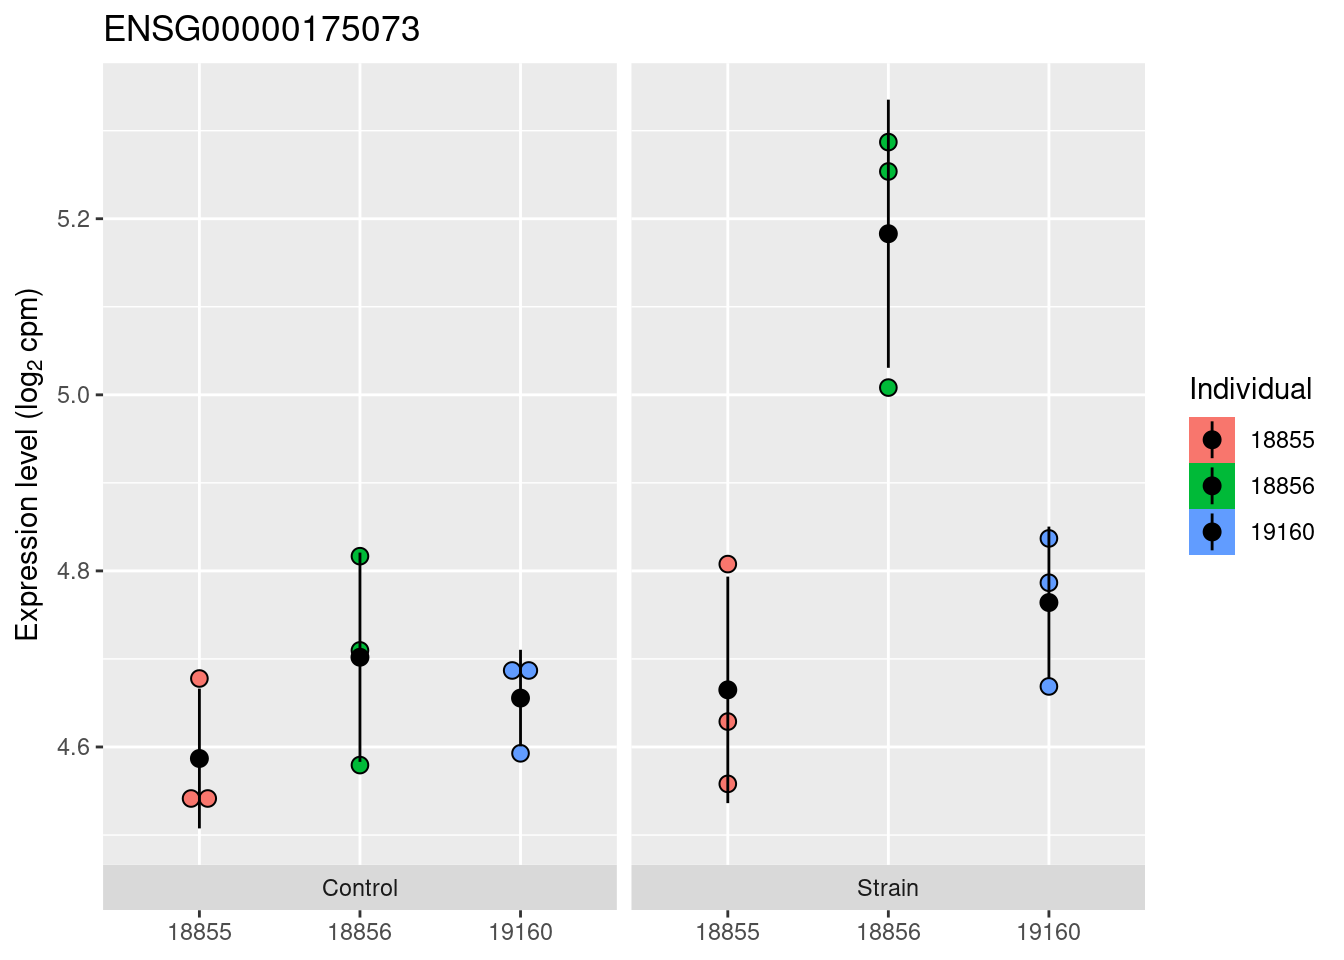 ENSG00000175073
Expression level (log₂ cpm)
5.2
5.0
4.8
4.6
Control
Strain
18855 18856 19160
18855 18856 19160
Individual
18855
18856
19160